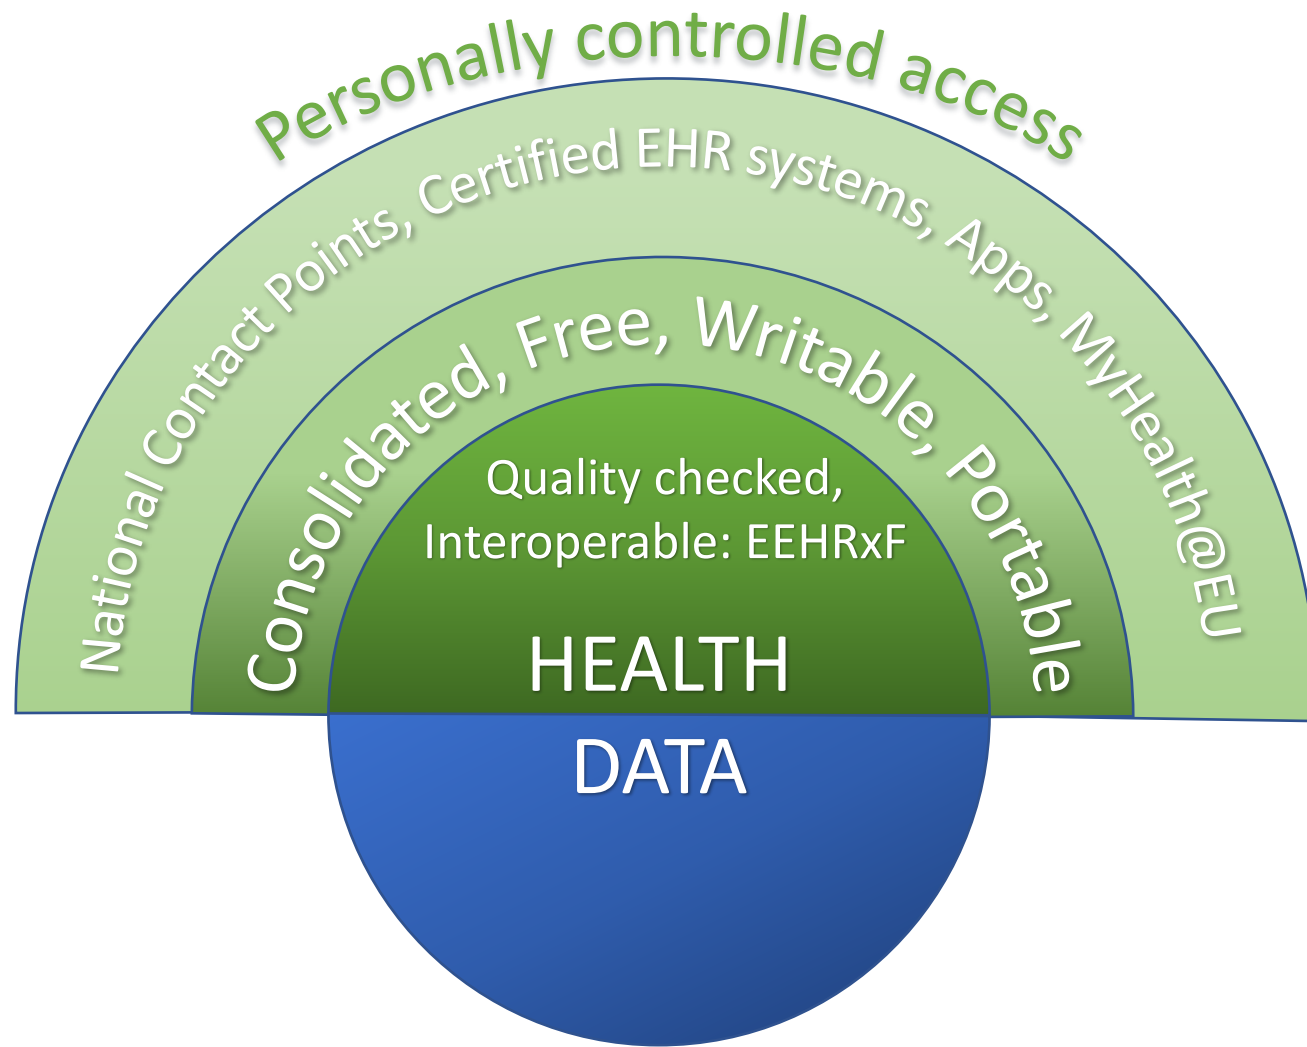 Personally controlled access
National Contact Points, Certified EHR systems, Apps, MyHealth@EU
Consolidated, Free, Writable, Portable
Quality checked,
Interoperable: EEHRxF
HEALTH
DATA